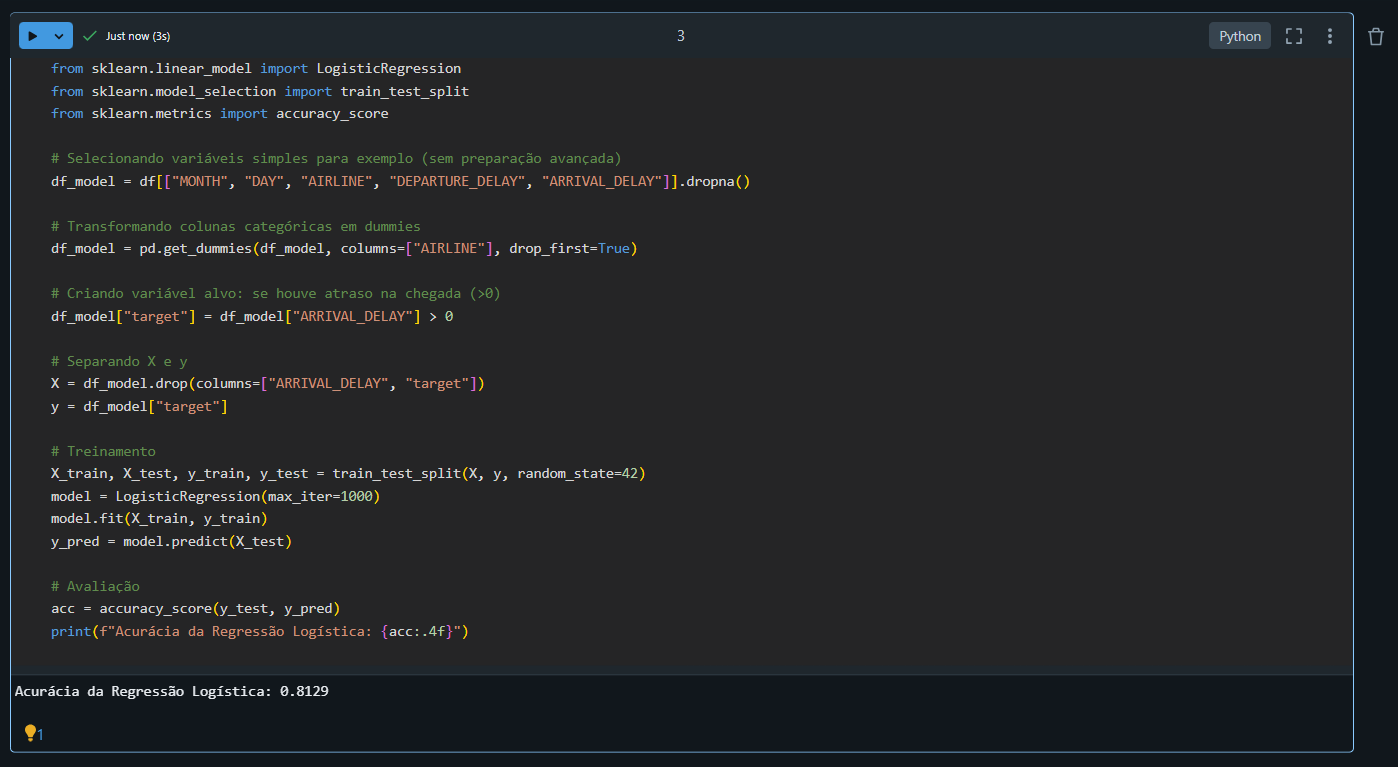 Just now (3s)
3
Python
from sklearn.linear_model import LogisticRegression
from sklearn.model_selection import train_test_split
from sklearn.metrics import accuracy_score
# Selecionando variáveis simples para exemplo (sem preparação avançada)
df_model = df[["MONTH", "DAY", "AIRLINE", "DEPARTURE_DELAY", "ARRIVAL_DELAY"]].dropna()
# Transformando colunas categóricas em dummies
df_model = pd.get_dummies(df_model, columns=["AIRLINE"], drop_first=True)
# Criando variável alvo: se houve atraso na chegada (>0)
df_model["target"] = df_model["ARRIVAL_DELAY"] > 0
# Separando X e y
X = df_model.drop(columns=["ARRIVAL_DELAY", "target"])
y = df_model["target"]
# Treinamento
X_train, X_test, y_train, y_test = train_test_split(X, y, random_state=42)
model = LogisticRegression(max_iter=1000)
model.fit(X_train, y_train)
y_pred = model.predict(X_test)
# Avaliação
acc = accuracy_score(y_test, y_pred)
print(f"Acurácia da Regressão Logística: {acc:.4f}")
Acurácia da Regressão Logística: 0.8129
1